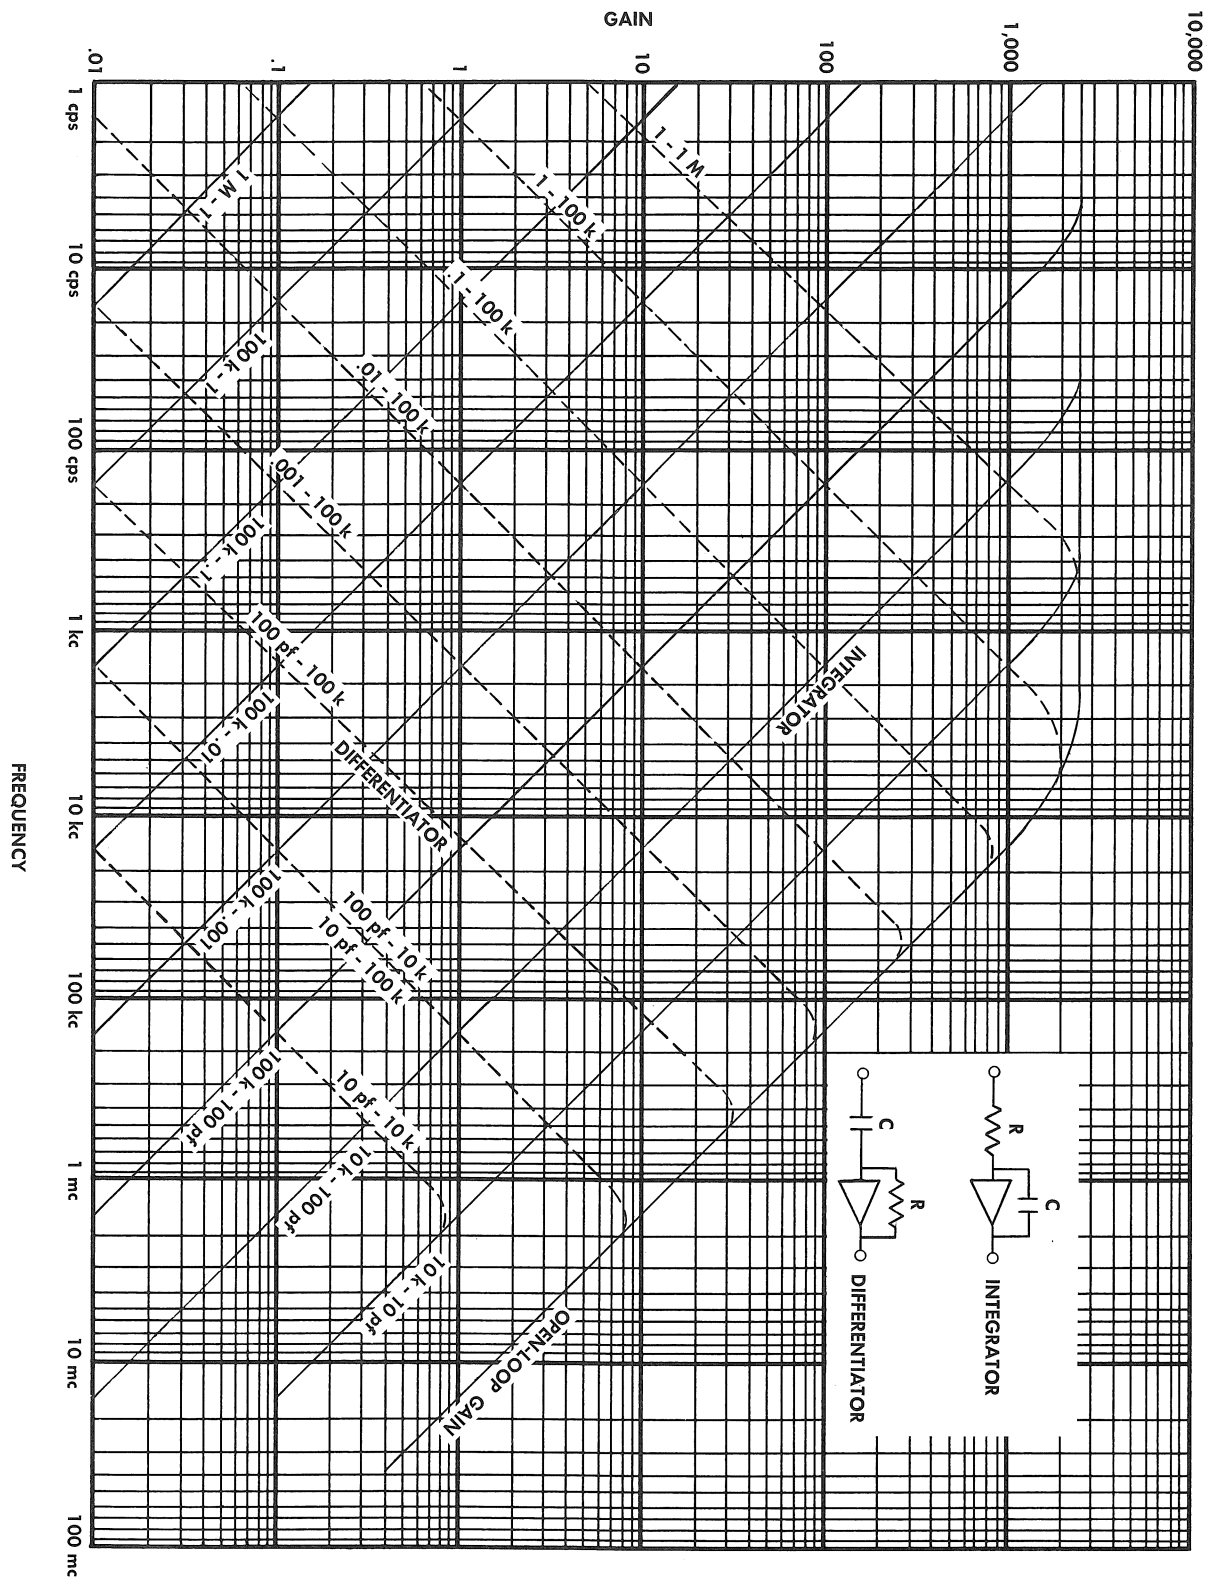 GAIN
10,000
1,000
100
10
1
.1
.01
1 cps
10 cps
100 cps
1 kc
10 kc
100 kc
1 mc
10 mc
100 mc
FREQUENCY
1 - 1 M
1 - 100 k
.1 - 100 k
.01 - 100 k
.001 - 100 k
100 pf - 100 k
DIFFERENTIATOR
100 pf - 10 k
10 pf - 100 k
10 pf - 10 k
1 M - 1
100 k - 1
100 k - .1
100 k - .01
100 k - .001
100 k - 100 pf
10 k - 100 pf
10 k - 10 pf
INTEGRATOR
OPEN-LOOP GAIN
R
C
INTEGRATOR
C
R
DIFFERENTIATOR